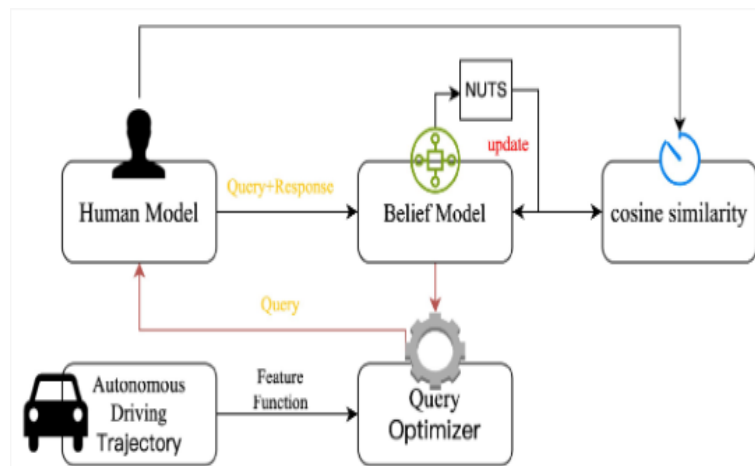 NUTS
update
Query+Response
Human Model
Belief Model
cosine similarity
Query
Autonomous
Driving
Trajectory
Feature
Function
Query
Optimizer